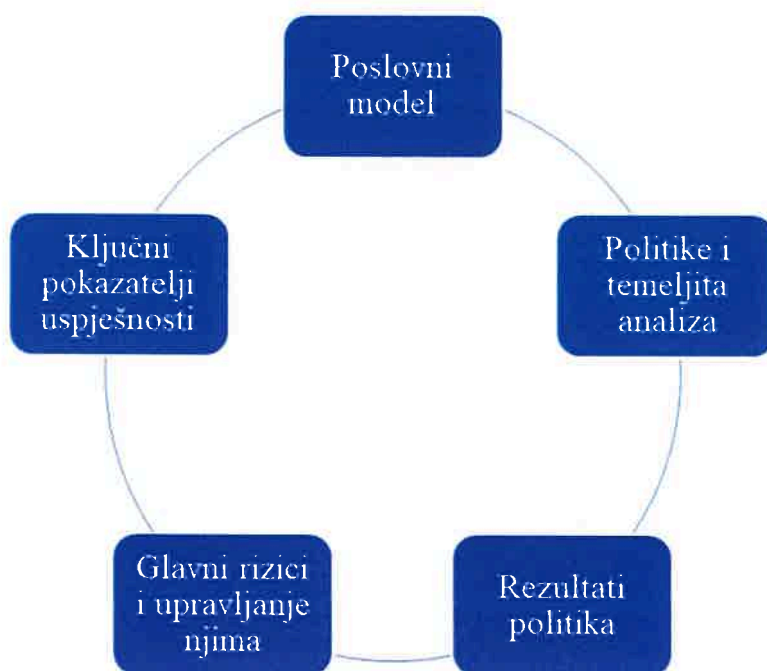 Poslovni
model
Politike i
temeljita
analiza
Rezultati
politika
Glavni rizici
i upravljanje
njima
Ključni
pokazatelji
uspješnosti